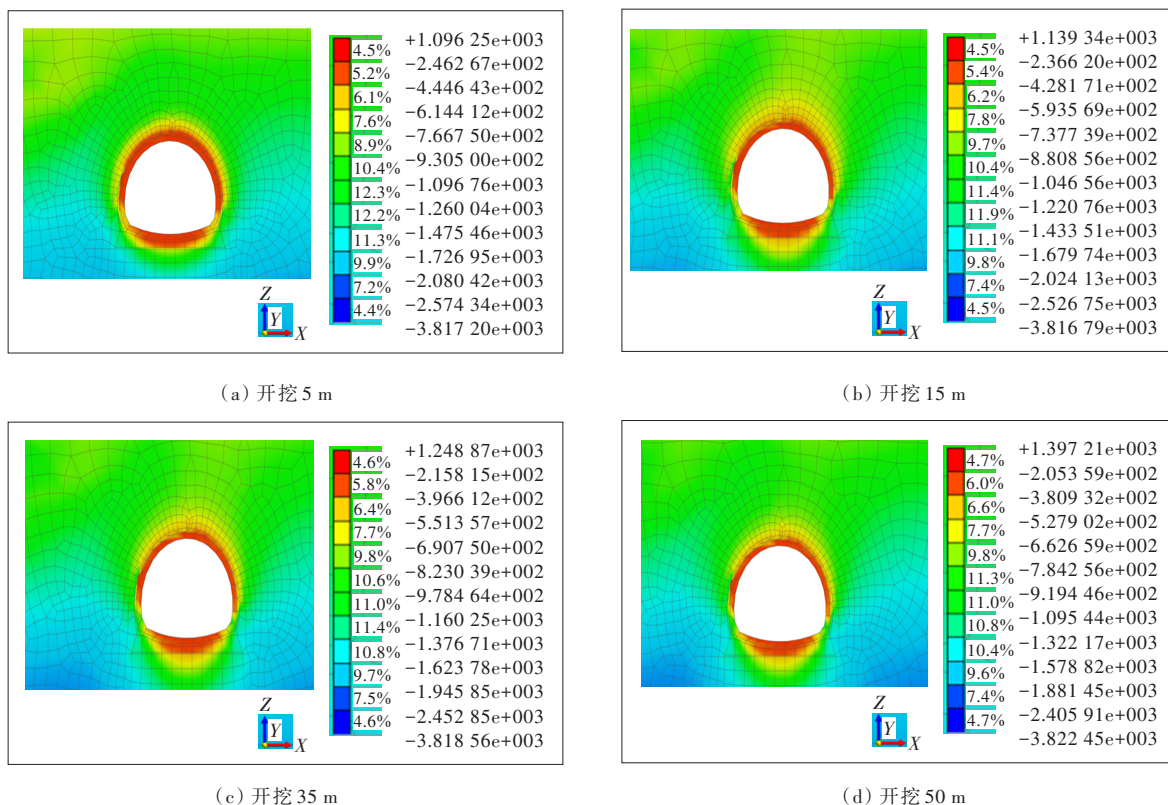 4.5%
5.2%
6.1%
7.6%
8.9%
10.4%
12.3%
12.2%
11.3%
9.9%
7.2%
4.4%
+1.096 25e+003
-2.462 67e+002
-4.446 43e+002
-6.144 12e+002
-7.667 50e+002
-9.305 00e+002
-1.096 76e+003
-1.260 04e+003
-1.475 46e+003
-1.726 95e+003
-2.080 42e+003
-2.574 34e+003
-3.817 20e+003
Z
Y
X
(a) 开挖 5 m
4.5%
5.4%
6.2%
7.8%
9.7%
10.4%
11.4%
11.9%
11.1%
9.8%
7.4%
4.5%
+1.139 34e+003
-2.366 20e+002
-4.281 71e+002
-5.935 69e+002
-7.377 39e+002
-8.808 56e+002
-1.046 56e+003
-1.220 76e+003
-1.433 51e+003
-1.679 74e+003
-2.024 13e+003
-2.526 75e+003
-3.816 79e+003
Z
Y
X
(b) 开挖 15 m
4.6%
5.8%
6.4%
7.7%
9.8%
10.6%
11.0%
11.4%
10.8%
9.7%
7.5%
4.6%
+1.248 87e+003
-2.158 15e+002
-3.966 12e+002
-5.513 57e+002
-6.907 50e+002
-8.230 39e+002
-9.784 64e+002
-1.160 25e+003
-1.376 71e+003
-1.623 78e+003
-1.945 85e+003
-2.452 85e+003
-3.818 56e+003
Z
Y
X
(c) 开挖 35 m
4.7%
6.0%
6.6%
7.7%
9.8%
11.3%
11.0%
10.8%
10.4%
9.6%
7.4%
4.7%
+1.397 21e+003
-2.053 59e+002
-3.809 32e+002
-5.279 02e+002
-6.626 59e+002
-7.842 56e+002
-9.194 46e+002
-1.095 44e+003
-1.322 17e+003
-1.578 82e+003
-1.881 45e+003
-2.405 91e+003
-3.822 45e+003
Z
Y
X
(d) 开挖 50 m